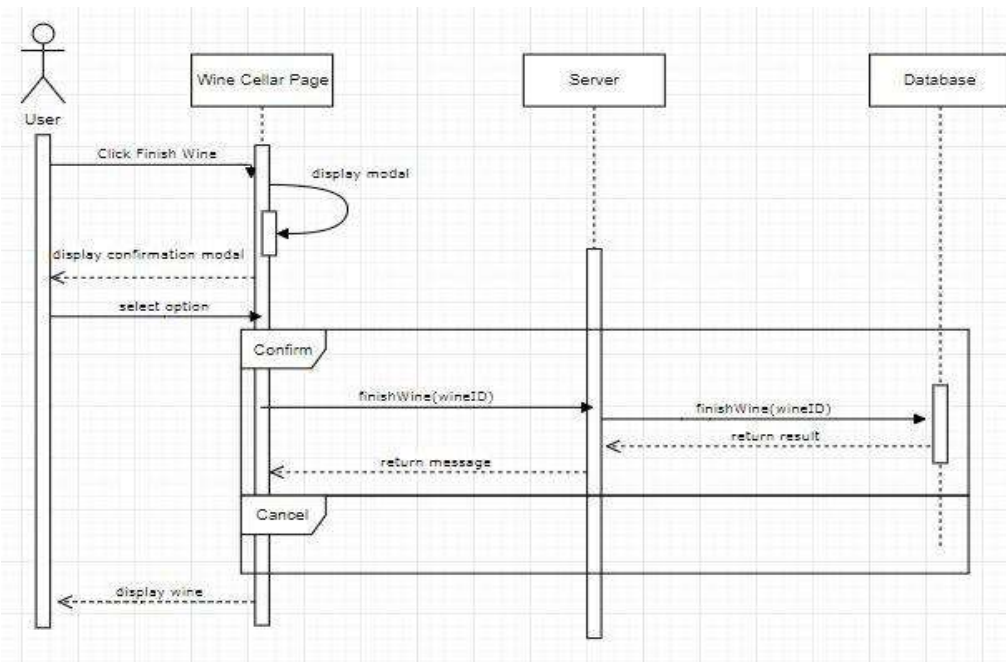 Wine Cellar Page
Server
Database
User
Click Finish Wine
display modal
display confirmation modal
select option
Confirm
finishWine(wineID)
finishWine(wineID)
return result
return message
Cancel
display wine